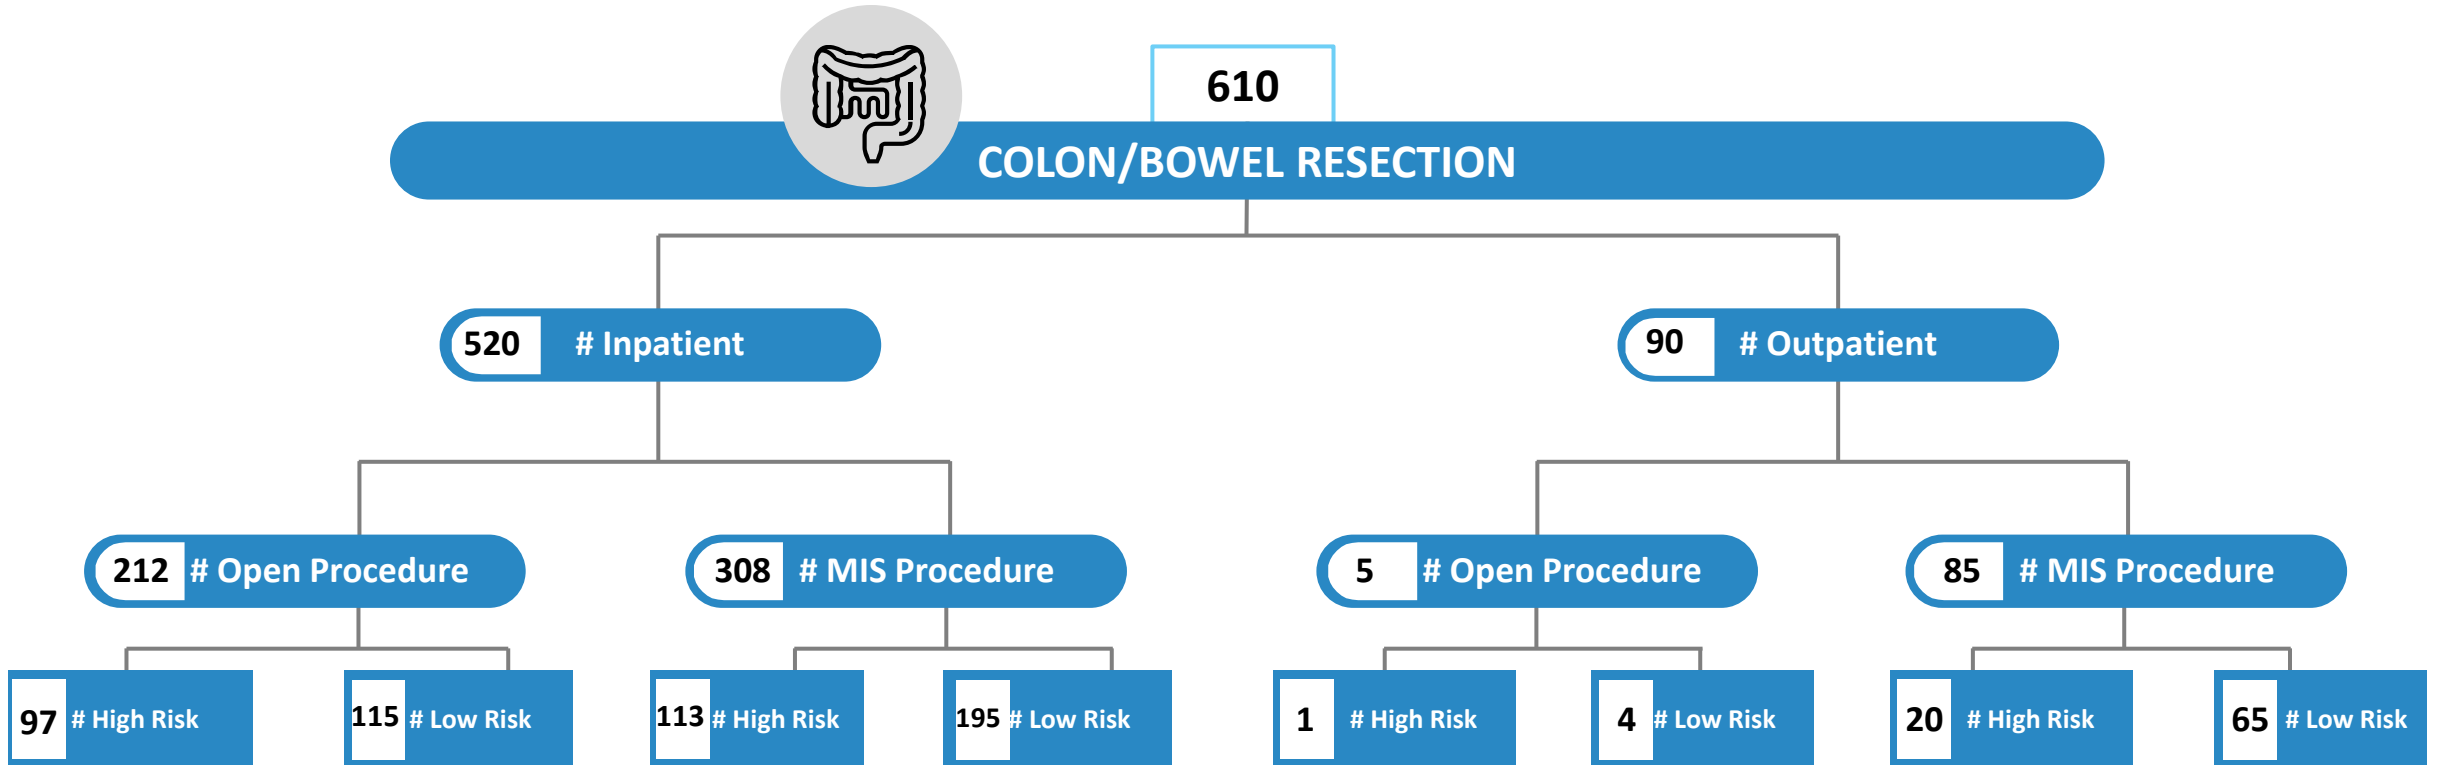 610
COLON/BOWEL RESECTION
520 # Inpatient
90 # Outpatient
212 # Open Procedure
308 # MIS Procedure
5 # Open Procedure
85 # MIS Procedure
97 # High Risk
115 # Low Risk
113 # High Risk
195 # Low Risk
1 # High Risk
4 # Low Risk
20 # High Risk
65 # Low Risk